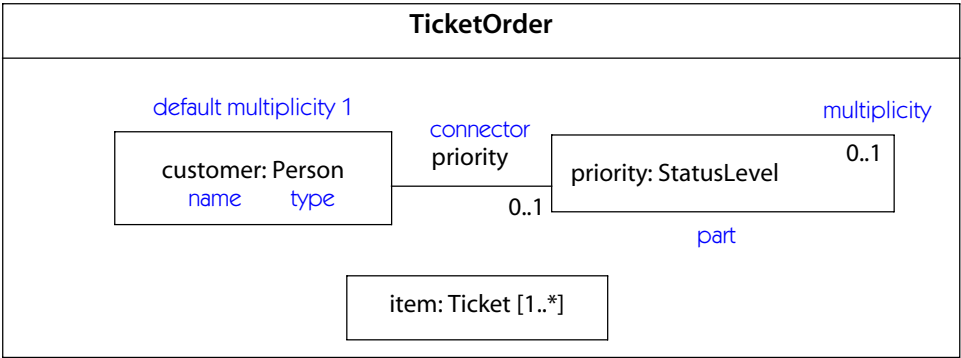 TicketOrder
default multiplicity 1
multiplicity
connector
priority
0..1
customer: Person
priority: StatusLevel
name type
0..1
part
item: Ticket [1..*]